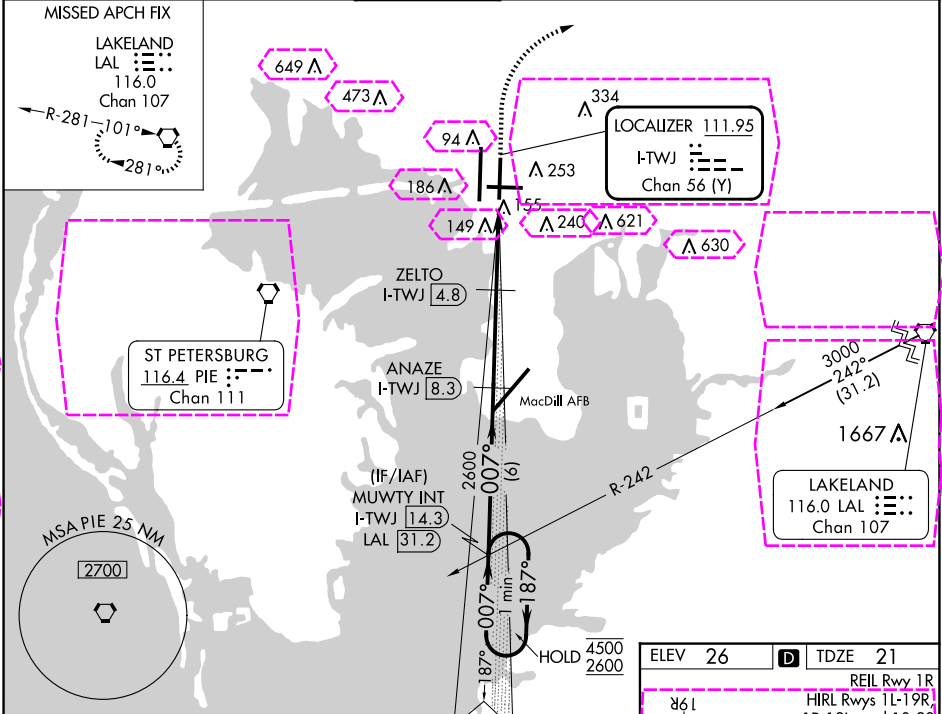 MISSED APCH FIX
LAKELAND
LAL
116.0
Chan 107
R-281
101°
281°
649
473
94
186
149
334
253
155
240
621
630
LOCALIZER 111.95
I-TWJ
Chan 56 (Y)
ZELTO
I-TWJ 4.8
ST PETERSBURG
116.4 PIE
Chan 111
ANAZE
I-TWJ 8.3
MacDill AFB
3000
242°
(31.2)
1667
LAKELAND
116.0 LAL
Chan 107
R-242
2600
007°
(6)
(IF/IAF)
MUWTY INT
I-TWJ 14.3
LAL 31.2
MSA PIE 25 NM
2700
007°
1 min
187°
187°
HOLD 4500
2600
ELEV 26
D
TDZE 21
REIL Rwy 1R
HIRL Rwys 1L-19R,
19R